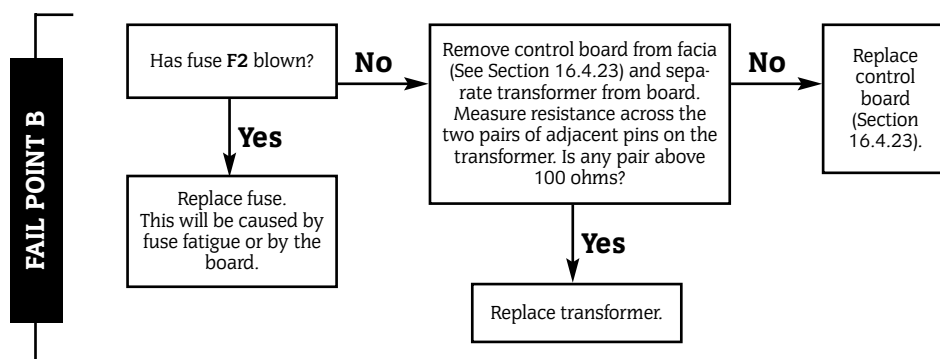 FAIL POINT B
Has fuse F2 blown?
No
Remove control board from facia
(See Section 16.4.23) and sepa-
rate transformer from board.
Measure resistance across the
two pairs of adjacent pins on the
transformer. Is any pair above
100 ohms?
No
Replace
control
board
(Section
16.4.23).
Yes
Replace fuse.
This will be caused by
fuse fatigue or by the
board.
Yes
Replace transformer.